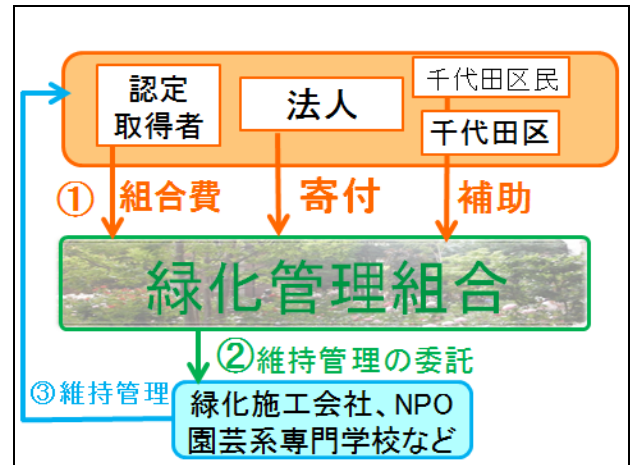 認定
取得者
法人
千代田区民
千代田区
① 組合費
寄付
補助
緑化管理組合
②維持管理の委託
③維持管理
緑化施工会社、NPO
園芸系専門学校など